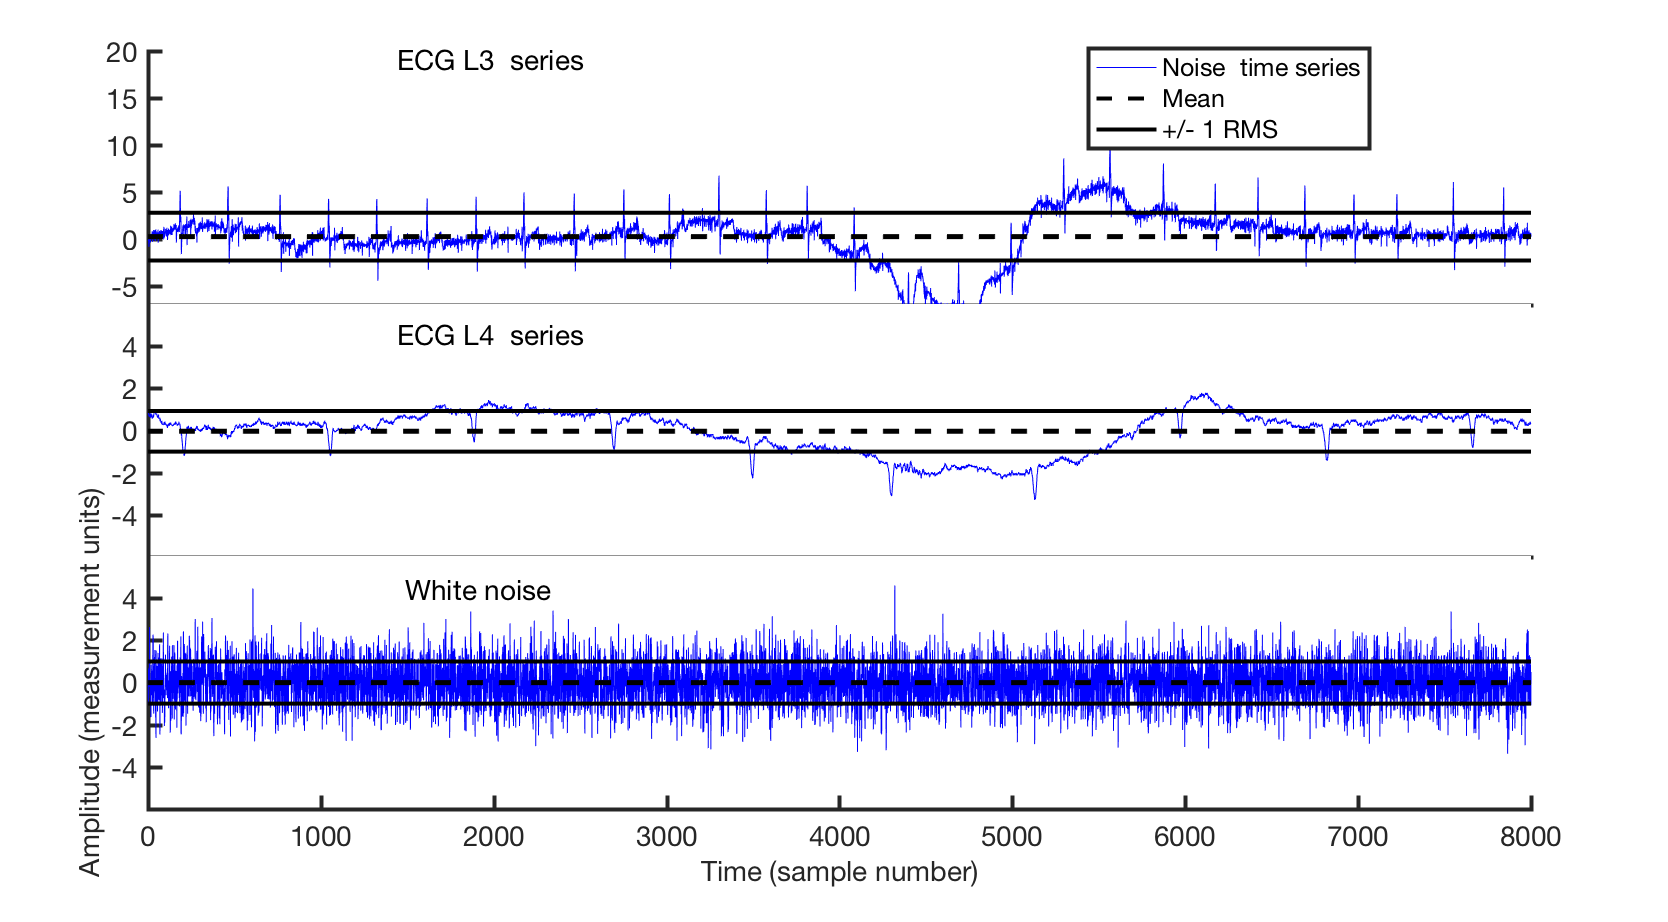 ECG L3 series
Noise time series
Mean
+/- 1 RMS
20
15
10
5
0
-5
ECG L4 series
4
2
0
-2
-4
White noise
4
2
0
-2
-4
Amplitude (measurement units)
0 1000 2000 3000 4000 5000 6000 7000 8000
Time (sample number)